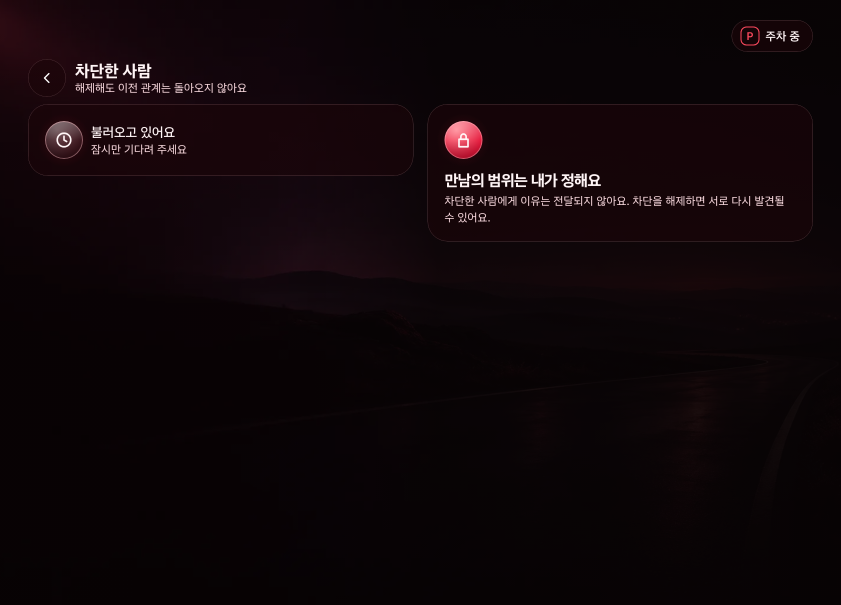 P 주차 중
차단한 사람
해제해도 이전 관계는 돌아오지 않아요
불러오고 있어요
잠시만 기다려 주세요
만남의 범위는 내가 정해요
차단한 사람에게 이유는 전달되지 않아요. 차단을 해제하면 서로 다시 발견될
수 있어요.